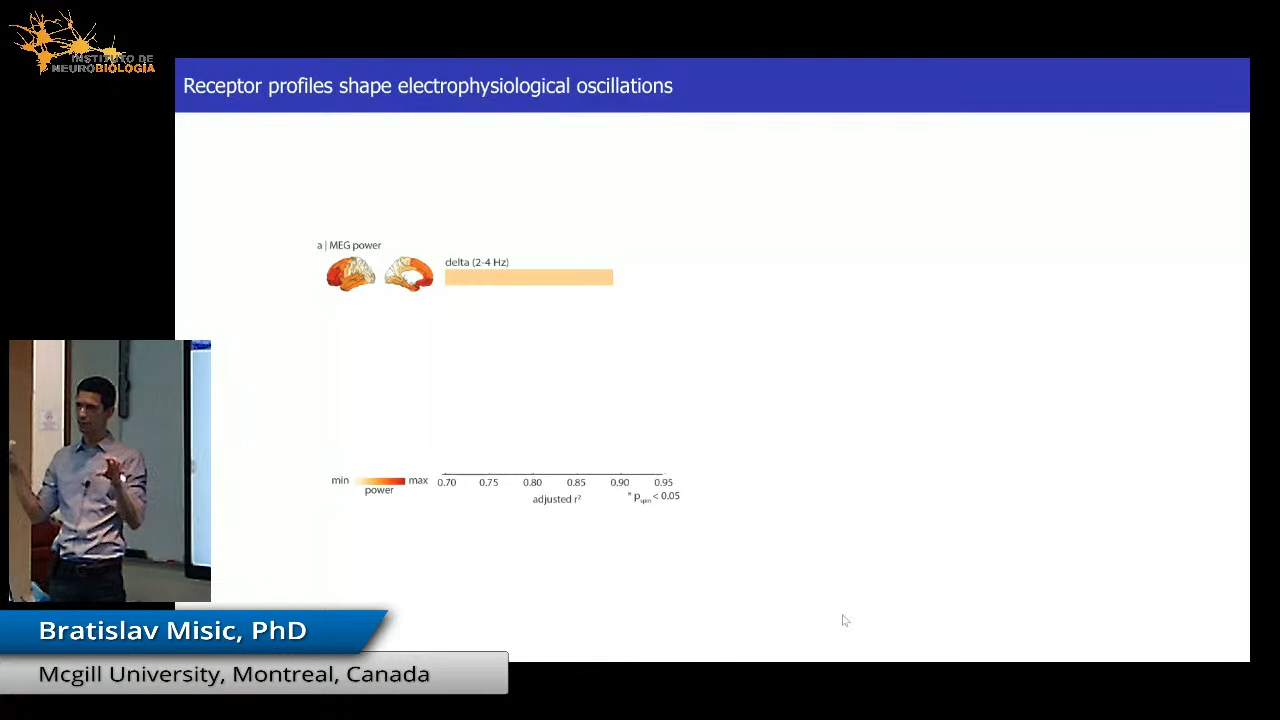 INSTITUTO DE
NEUROBIOLOGÍA
Receptor profiles shape electrophysiological oscillations
a | MEG power
delta (2-4 Hz)
min max
power
0.70 0.75 0.80 0.85 0.90 0.95
adjusted r²
* Pspin < 0.05
Bratislav Misic, PhD
Mcgill University, Montreal, Canada